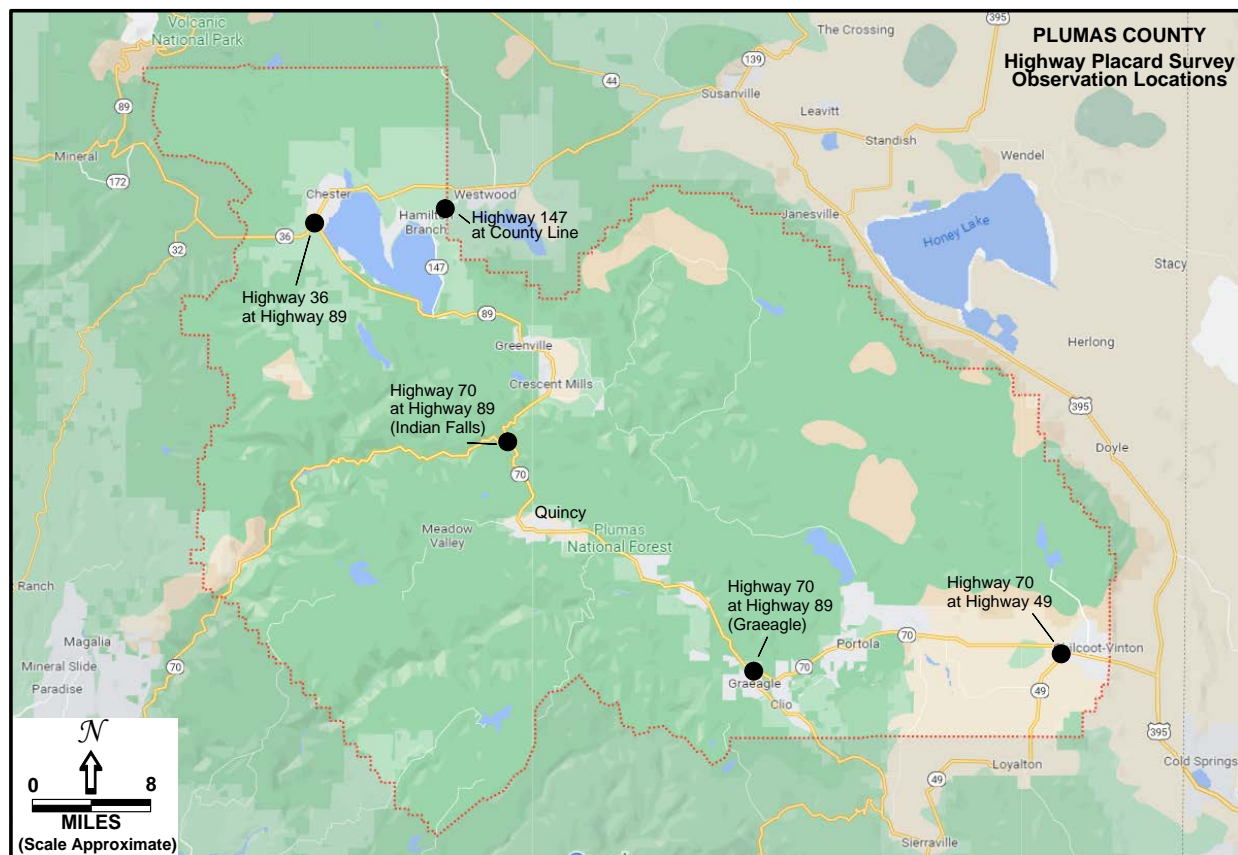 PLUMAS COUNTY
Highway Placard Survey
Observation Locations
Volcanic
National Park
The Crossing
395
139
44
Susanville
Leavitt
89
Standish
Mineral
Wendel
172
Chester
Westwood
Janesville
Hamilton
Branch
Highway 147
at County Line
Honey Lake
36
32
Stacy
147
Highway 36
at Highway 89
89
Greenville
Herlong
Crescent Mills
Highway 70
at Highway 89
(Indian Falls)
395
Doyle
70
Quincy
Meadow
Valley
Plumas
National Forest
Ranch
Highway 70
at Highway 89
(Graeagle)
Highway 70
at Highway 49
Magalia
Portola
70
Mineral Slide
70
70
Paradise
Graeagle
49
Clio
395
Loyalton
Cold Springs
49
Sierraville
N
0 8
MILES
(Scale Approximate)